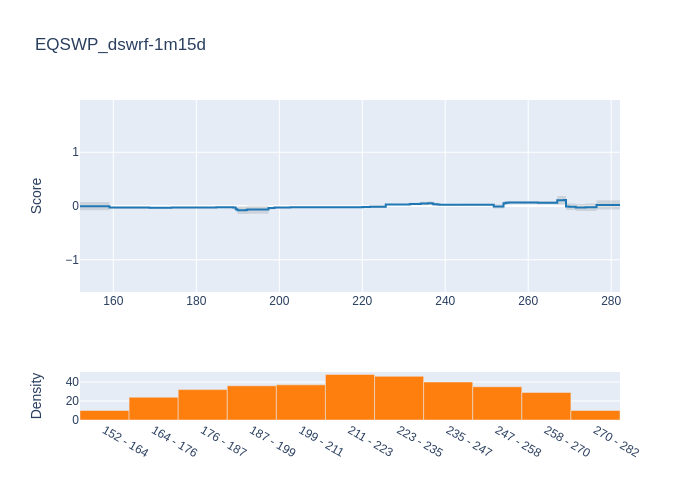 EQSWP_dswrf-1m15d
Score
1
0
−1
160 180 200 220 240 260 280
Density
40
20
0
152 - 164
164 - 176
176 - 187
187 - 199
199 - 211
211 - 223
223 - 235
235 - 247
247 - 258
258 - 270
270 - 282